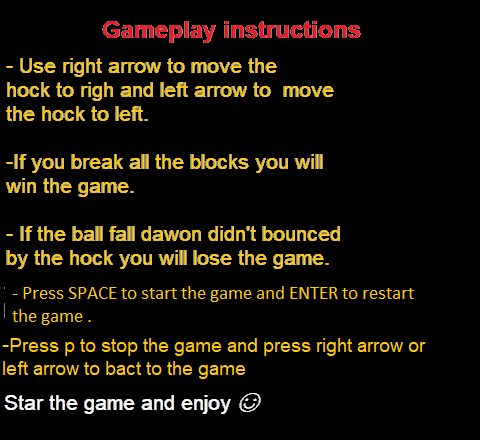 Gameplay instructions
- Use right arrow to move the
hock to righ and left arrow to  move
the hock to left.
-If you break all the blocks you will
win the game.
- If the ball fall dawon didn't bounced
by the hock you will lose the game.
- Press SPACE to start the game and ENTER to restart
the game .
-Press p to stop the game and press right arrow or
left arrow to bact to the game
Star the game and enjoy ☺